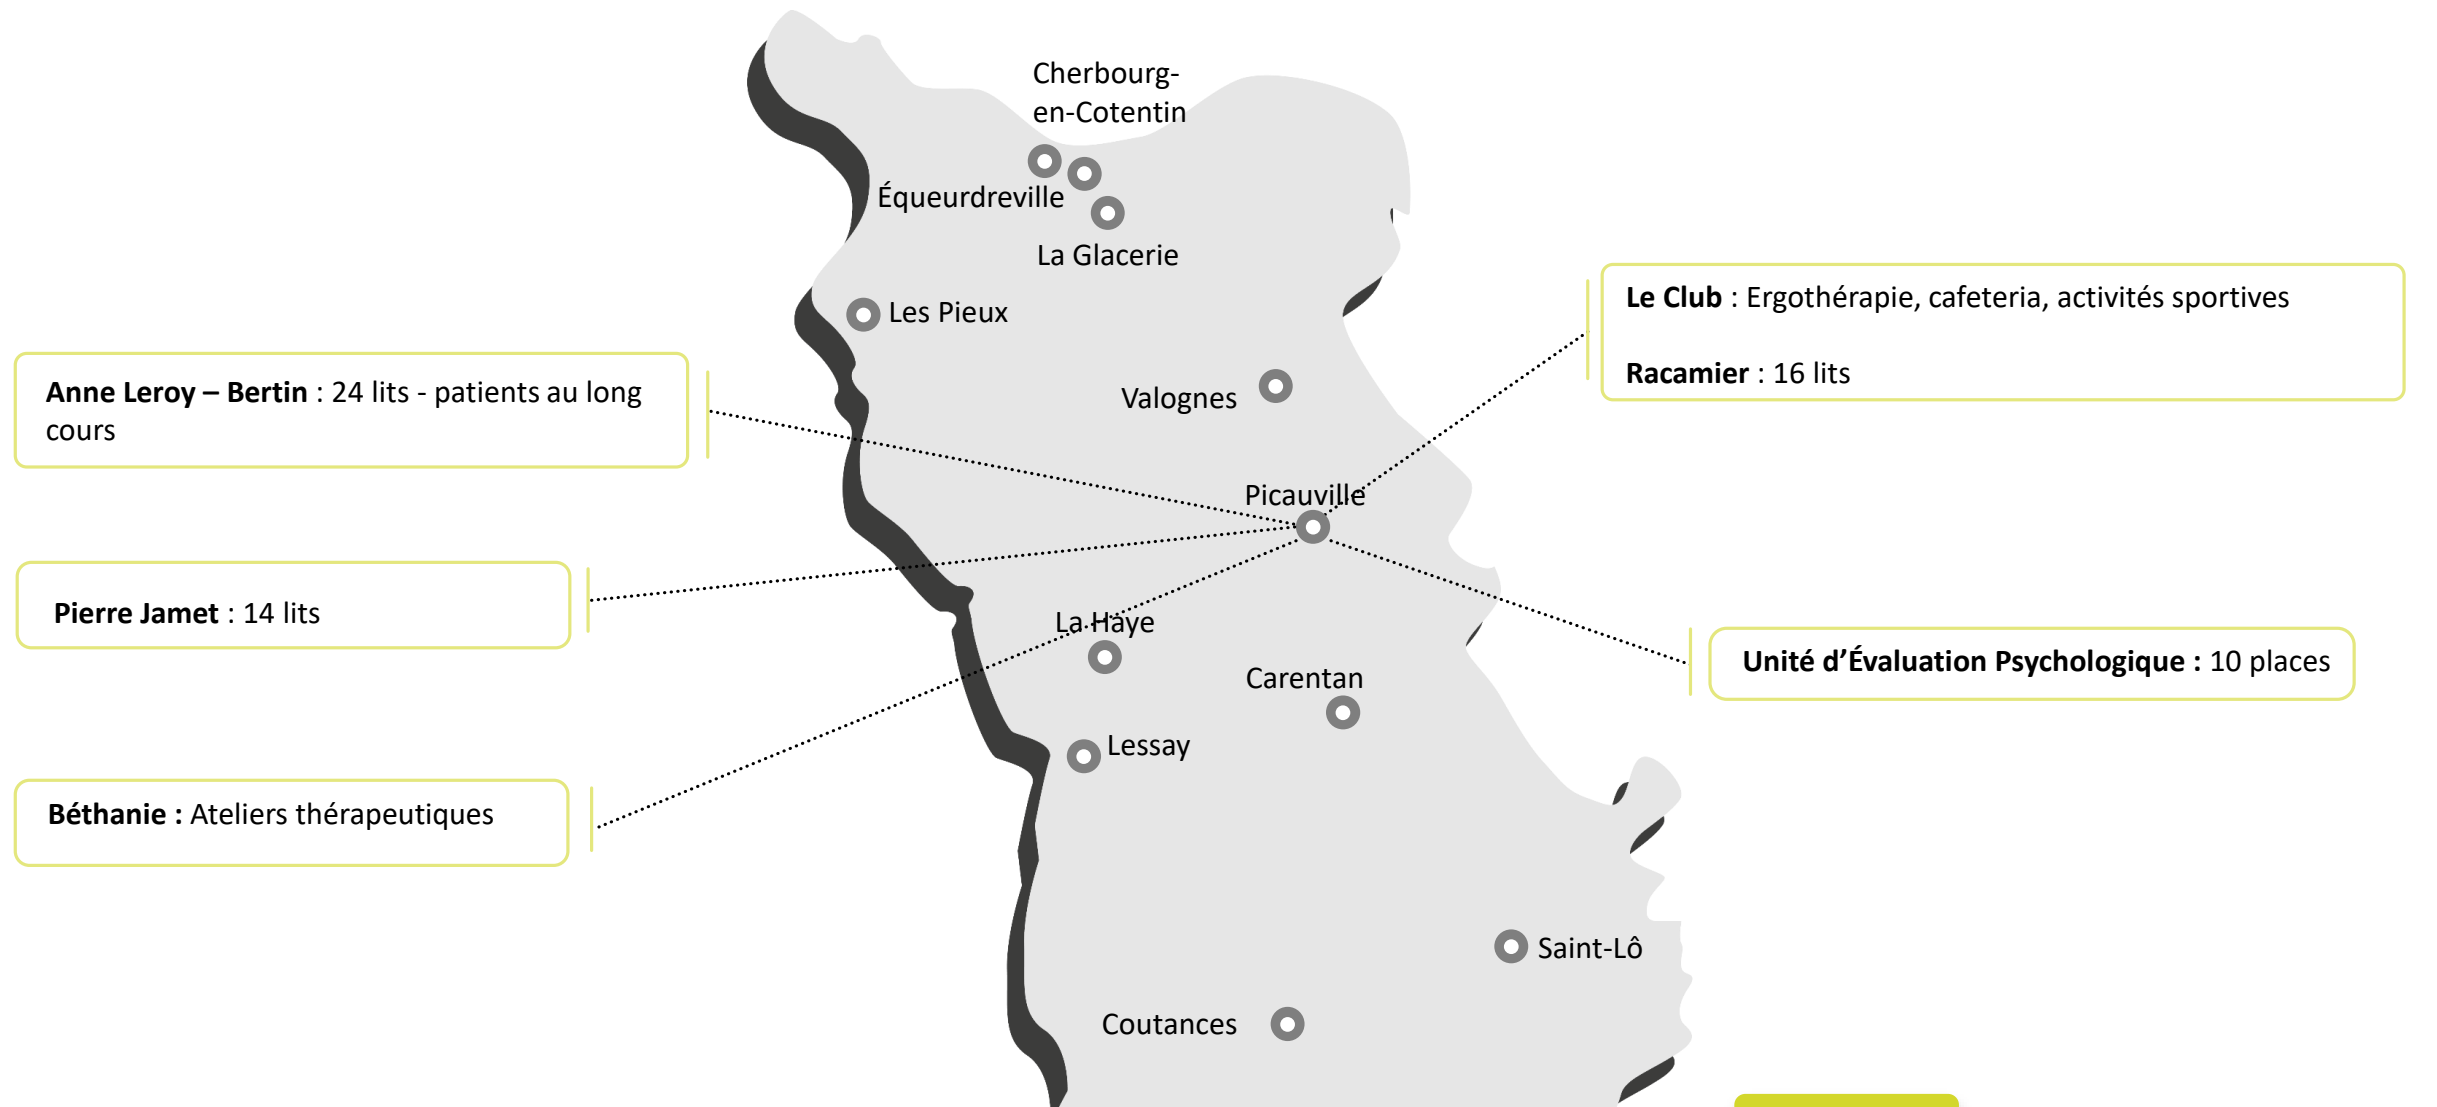 Cherbourg-
en-Cotentin
Équeurdreville
La Glacerie
Les Pieux
Le Club : Ergothérapie, cafeteria, activités sportives
Racamier : 16 lits
Anne Leroy – Bertin : 24 lits - patients au long
cours
Valognes
Picauville
Pierre Jamet : 14 lits
La Haye
Unité d’Évaluation Psychologique : 10 places
Carentan
Lessay
Béthanie : Ateliers thérapeutiques
Saint-Lô
Coutances